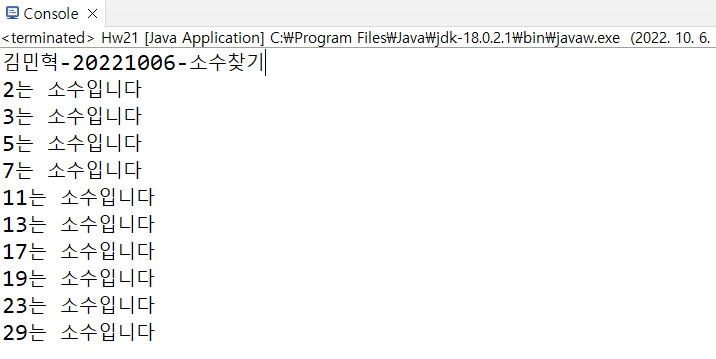 Console
<terminated> Hw21 [Java Application] C:₩Program Files₩Java₩jdk-18.0.2.1₩bin₩javaw.exe (2022. 10. 6.
김민혁-20221006-소수찾기
2는 소수입니다
3는 소수입니다
5는 소수입니다
7는 소수입니다
11는 소수입니다
13는 소수입니다
17는 소수입니다
19는 소수입니다
23는 소수입니다
29는 소수입니다